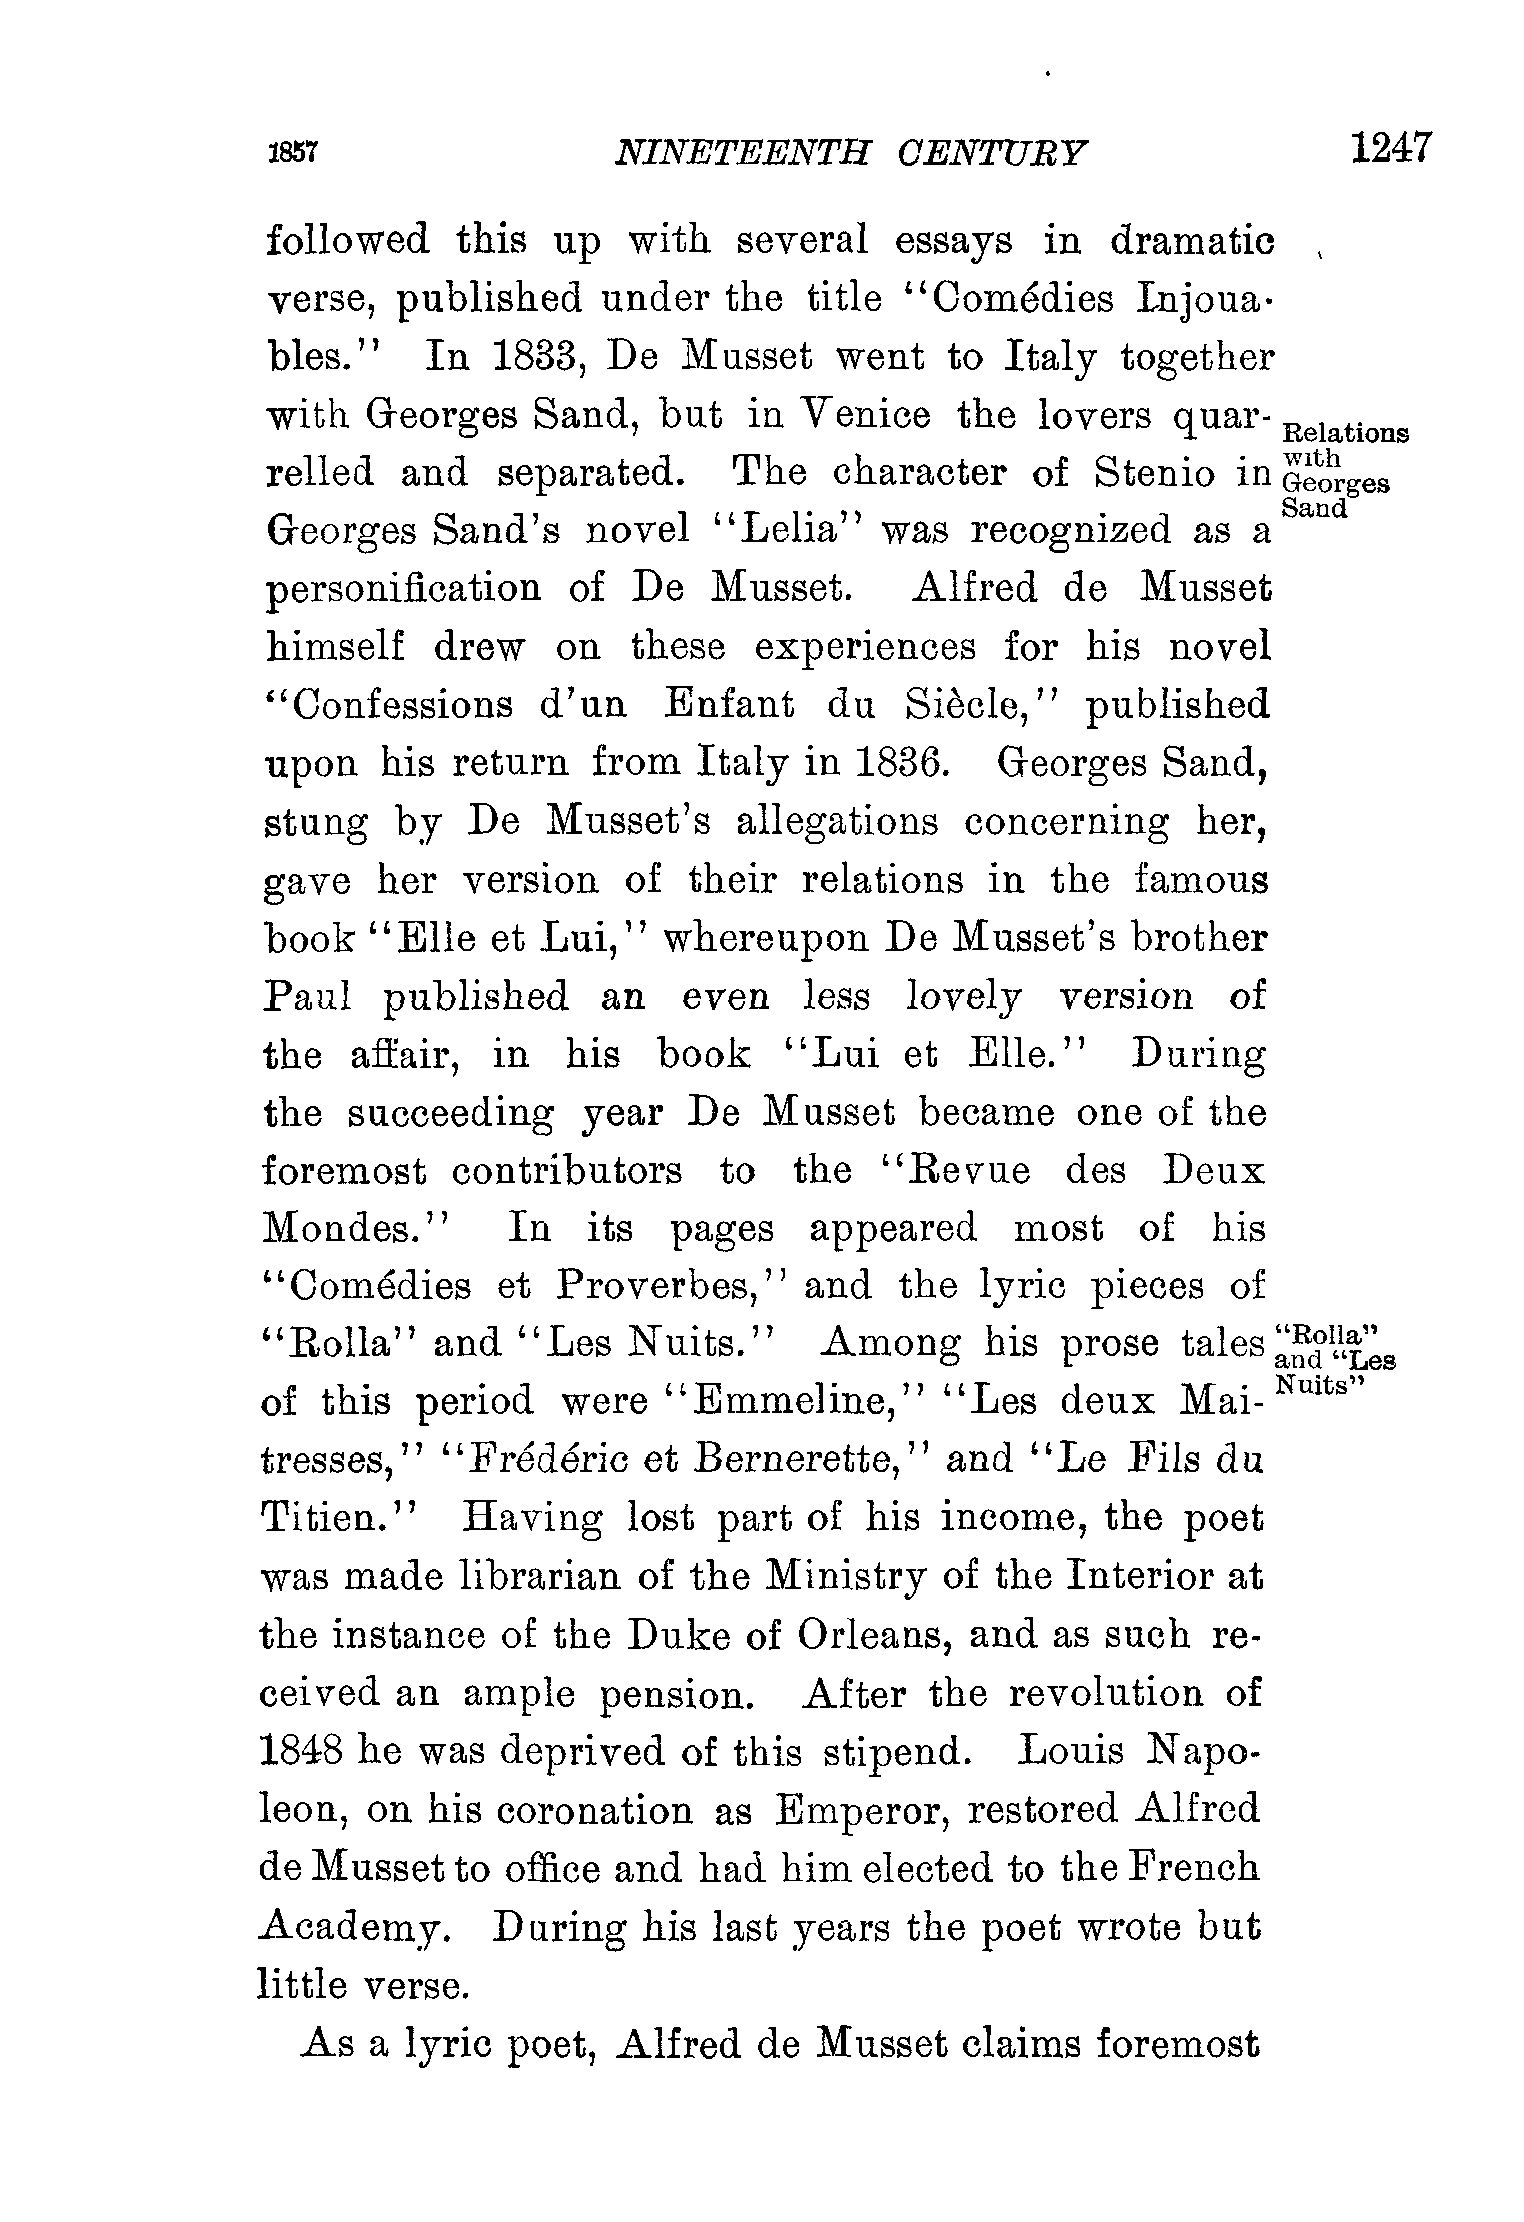 1857 NINETEENTH CENTURY 1247
followed this up with several essays in dramatic
verse, published under the title "Comédies Injoua-
bles." In 1833, De Musset went to Italy together
with Georges Sand, but in Venice the lovers quar-
relled and separated. The character of Stenio in
Georges Sand's novel "Lelia" was recognized as a
Relations
with
Georges
Sand
personification of De Musset. Alfred de Musset
himself drew on these experiences for his novel
"Confessions d'un Enfant du Siècle," published
upon his return from Italy in 1836. Georges Sand,
stung by De Musset's allegations concerning her,
gave her version of their relations in the famous
book "Elle et Lui," whereupon De Musset's brother
Paul published an even less lovely version of
the affair, in his book "Lui et Elle." During
the succeeding year De Musset became one of the
foremost contributors to the "Revue des Deux
Mondes." In its pages appeared most of his
"Comédies et Proverbes," and the lyric pieces of
"Rolla" and "Les Nuits." Among his prose tales
of this period were "Emmeline," "Les deux Mai-
"Rolla"
and "Les
Nuits"
tresses," "Frédéric et Bernerette," and "Le Fils du
Titien." Having lost part of his income, the poet
was made librarian of the Ministry of the Interior at
the instance of the Duke of Orleans, and as such re-
ceived an ample pension. After the revolution of
1848 he was deprived of this stipend. Louis Napo-
leon, on his coronation as Emperor, restored Alfred
de Musset to office and had him elected to the French
Academy. During his last years the poet wrote but
little verse.
As a lyric poet, Alfred de Musset claims foremost